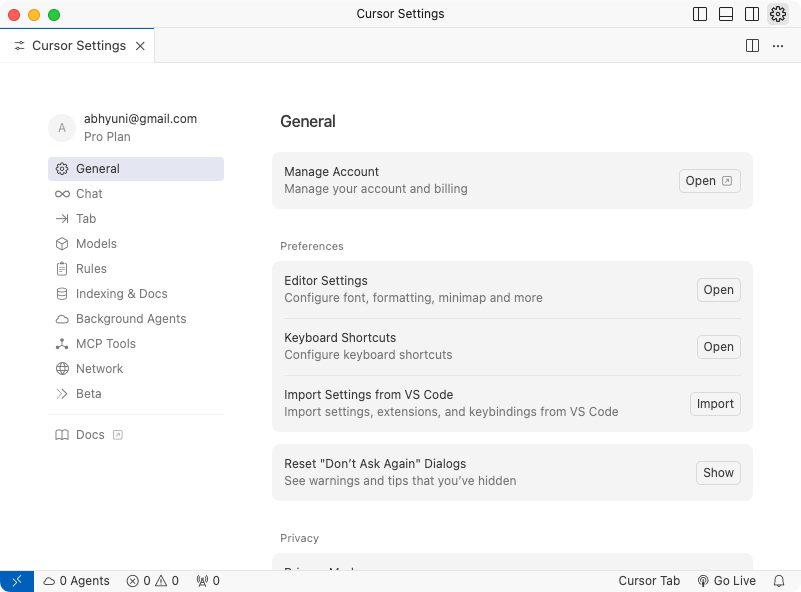 Cursor Settings
Cursor Settings
A
abhyuni@gmail.com
Pro Plan
General
Chat
Tab
Models
Rules
Indexing & Docs
Background Agents
MCP Tools
Network
Beta
Docs
General
Manage Account
Manage your account and billing
Open
Preferences
Editor Settings
Configure font, formatting, minimap and more
Open
Keyboard Shortcuts
Configure keyboard shortcuts
Open
Import Settings from VS Code
Import settings, extensions, and keybindings from VS Code
Import
Reset "Don’t Ask Again" Dialogs
See warnings and tips that you’ve hidden
Show
Privacy
0 Agents 0 0 0 Cursor Tab Go Live